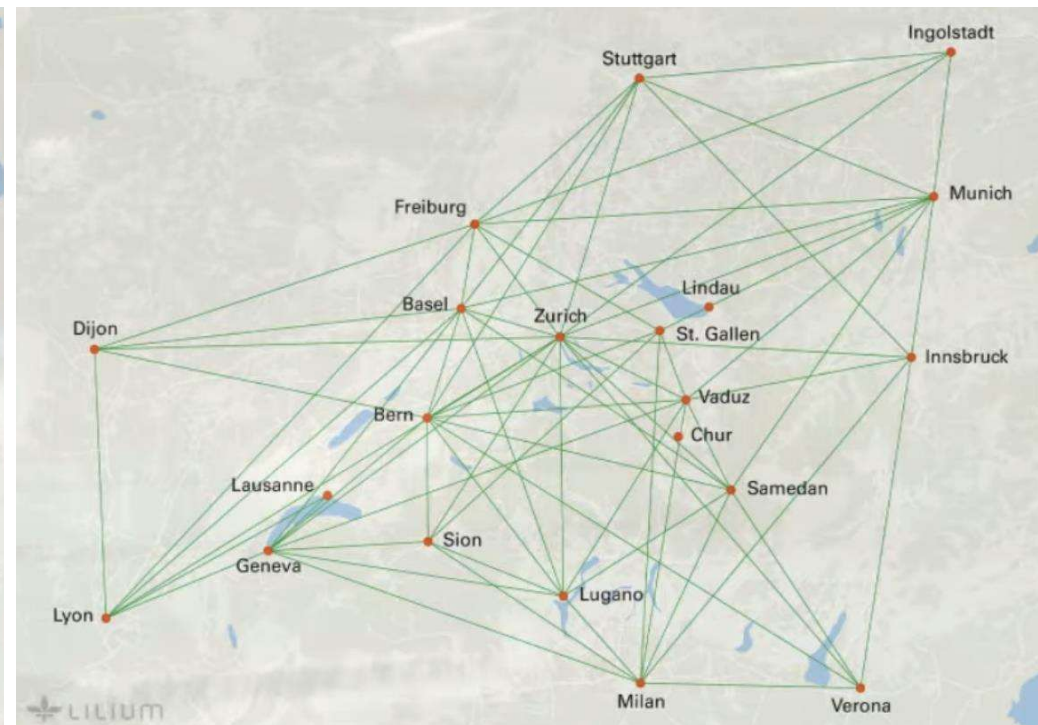 Ingolstadt
Stuttgart
Munich
Freiburg
Lindau
Basel
Zurich
Dijon
St. Gallen
Innsbruck
Vaduz
Bern
Chur
Lausanne
Samedan
Sion
Geneva
Lugano
Lyon
Milan
Verona
LILIUM